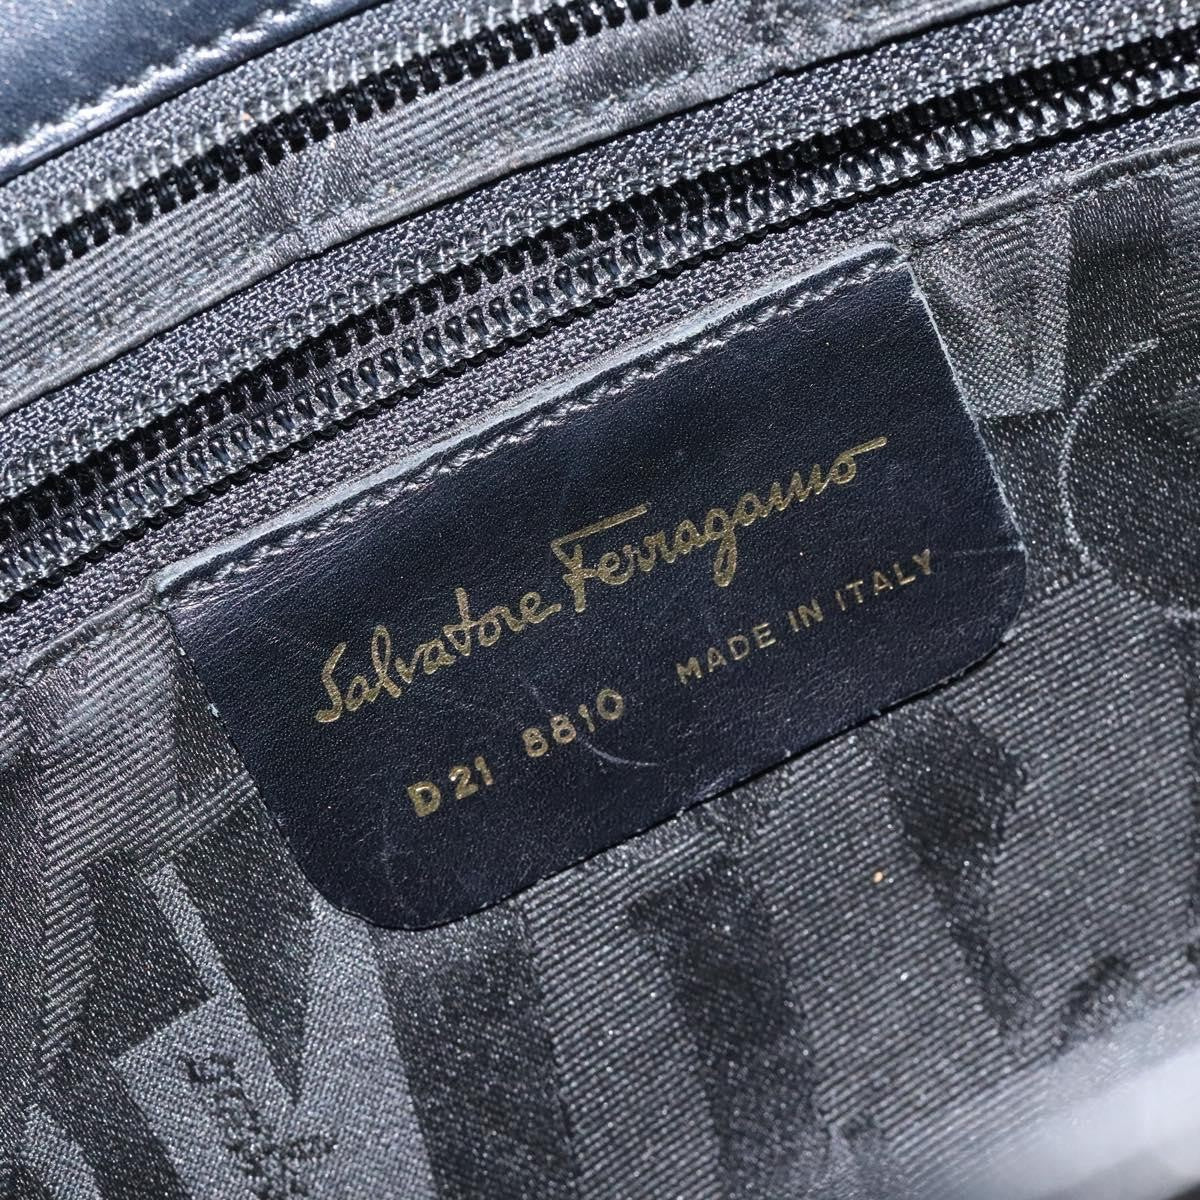 Salvatore Ferragamo
D21 8810 MADE IN ITALY